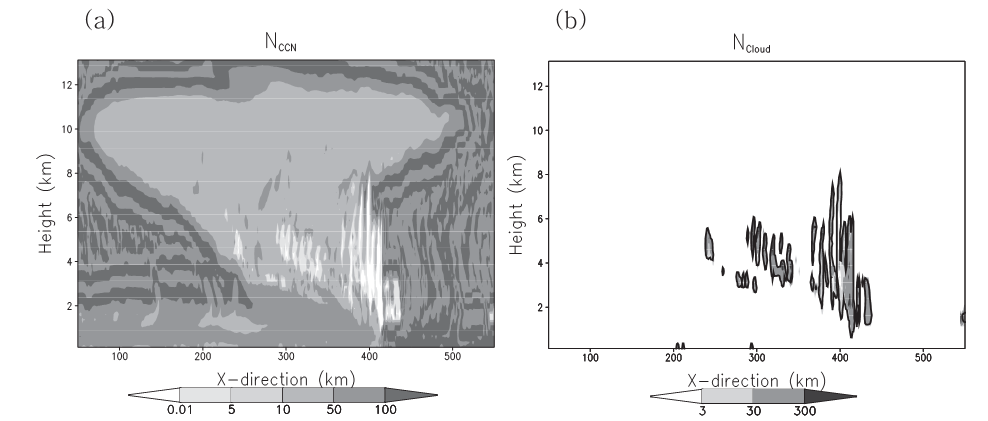 (a)
N_CCN
Height (km)
12
10
8
6
4
2
100 200 300 400 500
X-direction (km)
0.01 5 10 50 100
(b)
N_Cloud
Height (km)
12
10
8
6
4
2
100 200 300 400 500
X-direction (km)
3 30 300